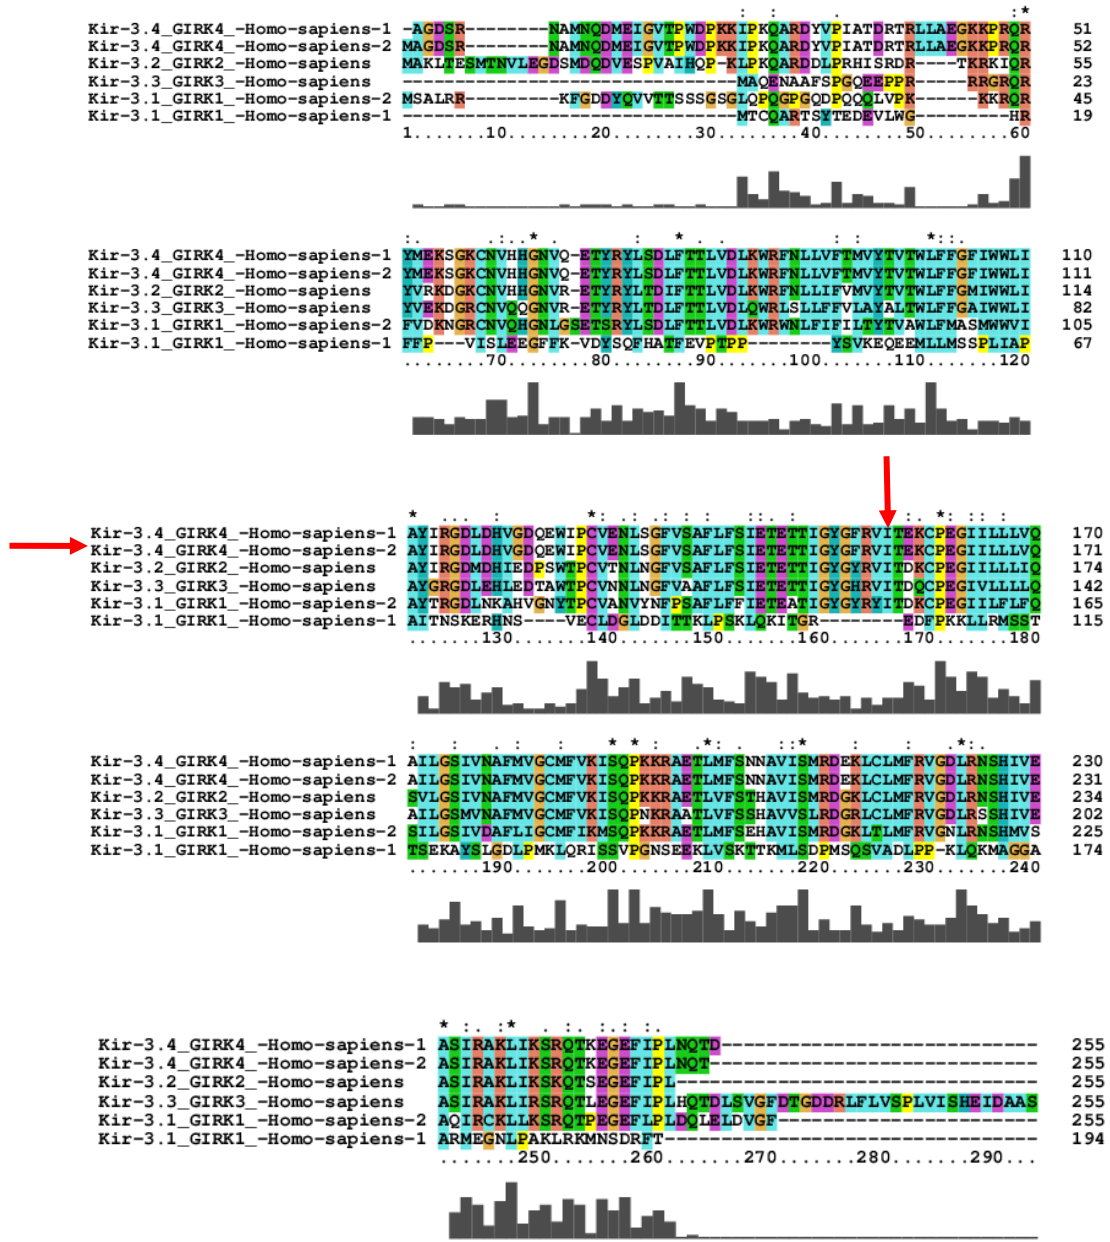 : : . :*
Kir-3.4_GIRK4_-Homo-sapiens-1 -AGDSR--------NAMNQDMEIGVTPWDPKKIPKQARDYVPIATDRTRLLAEGKKPRQR 51
Kir-3.4_GIRK4_-Homo-sapiens-2 MAGDSR--------NAMNQDMEIGVTPWDPKKIPKQARDYVPIATDRTRLLAEGKKPRQR 52
Kir-3.2_GIRK2_-Homo-sapiens MAKLTESMTNVLEGDSMDQDVESPVAIHQP-KLPKQARDDLPRHISRDR----TKRKIQR 55
Kir-3.3_GIRK3_-Homo-sapiens --------------------------------MAQENAAFSPGQEEPPR-----RRGRQR 23
Kir-3.1_GIRK1_-Homo-sapiens-2 MSALRR---------KFGDDYQVVTTSSSGSGLQPQGPGQDPQQQLVPK------KKRQR 45
Kir-3.1_GIRK1_-Homo-sapiens-1 --------------------------------MTCQARTSYTEDEVLWG---------HR 19
1.......10........20........30........40........50........60
:. .:.: * . : * . . : : *::.
Kir-3.4_GIRK4_-Homo-sapiens-1 YMEKSGKCNVHHGNVQ-ETYRYLSDLFTTLVDLKWRFNLLVFTMVYTVTWLFFGFIWWLI 110
Kir-3.4_GIRK4_-Homo-sapiens-2 YMEKSGKCNVHHGNVQ-ETYRYLSDLFTTLVDLKWRFNLLVFTMVYTVTWLFFGFIWWLI 111
Kir-3.2_GIRK2_-Homo-sapiens YVRKDGKCNVHHGNVR-ETYRYLTDIFTTLVDLKWRFNLLIFVMVYTVTWLFFGMIWWLI 114
Kir-3.3_GIRK3_-Homo-sapiens YVEKDGRCNVQQGNVR-ETYRYLTDLFTTLVDLQWRLSLLFFVLAYALTWLFFGAIWWLI 82
Kir-3.1_GIRK1_-Homo-sapiens-2 FVDKNGRCNVQHGNLGSETSRYLSDLFTTLVDLKWRWNLFIFILTYTVAWLFMASMWWVI 105
Kir-3.1_GIRK1_-Homo-sapiens-1 FFP---VISLEEGFFK-VDYSQFHATFEVPTPP--------YSVKEQEEMLLMSSPLIAP 67
........70........80........90........100.......110.......120
* . . : *. : . :: . :. . : :. * : :: :
Kir-3.4_GIRK4_-Homo-sapiens-1 AYIRGDLDHVGDQEWIPCVENLSGFVSAFLFSIETETTIGYGFRVITEKCPEGIILLLVQ 170
Kir-3.4_GIRK4_-Homo-sapiens-2 AYIRGDLDHVGDQEWIPCVENLSGFVSAFLFSIETETTIGYGFRVITEKCPEGIILLLVQ 171
Kir-3.2_GIRK2_-Homo-sapiens AYIRGDMDHIEDPSWTPCVTNLNGFVSAFLFSIETETTIGYGYRVITDKCPEGIILLLIQ 174
Kir-3.3_GIRK3_-Homo-sapiens AYGRGDLEHLEDTAWTPCVNNLNGFVAAFLFSIETETTIGYGHRVITDQCPEGIVLLLLQ 142
Kir-3.1_GIRK1_-Homo-sapiens-2 AYTRGDLNKAHVGNYTPCVANVYNFPSAFLFFIETEATIGYGYRYITDKCPEGIILFLFQ 165
Kir-3.1_GIRK1_-Homo-sapiens-1 AITNSKERHNS----VECLDGLDDITTKLPSKLQKITGR--------EDFPKKLLRMSST 115
........130.......140.......150.......160.......170.......180
: : . : * * : *: . :* : : *:.
Kir-3.4_GIRK4_-Homo-sapiens-1 AILGSIVNAFMVGCMFVKISQPKKRAETLMFSNNAVISMRDEKLCLMFRVGDLRNSHIVE 230
Kir-3.4_GIRK4_-Homo-sapiens-2 AILGSIVNAFMVGCMFVKISQPKKRAETLMFSNNAVISMRDEKLCLMFRVGDLRNSHIVE 231
Kir-3.2_GIRK2_-Homo-sapiens SVLGSIVNAFMVGCMFVKISQPKKRAETLVFSTHAVISMRDGKLCLMFRVGDLRNSHIVE 234
Kir-3.3_GIRK3_-Homo-sapiens AILGSMVNAFMVGCMFVKISQPNKRAATLVFSSHAVVSLRDGRLCLMFRVGDLRSSHIVE 202
Kir-3.1_GIRK1_-Homo-sapiens-2 SILGSIVDAFLIGCMFIKMSQPKKRAETLMFSEHAVISMRDGKLTLMFRVGNLRNSHMVS 225
Kir-3.1_GIRK1_-Homo-sapiens-1 TSEKAYSLGDLPMKLQRISSVPGNSEEKLVSKTTKMLSDPMSQSVADLPP-KLQKMAGGA 174
........190.......200.......210.......220.......230.......240
* :. .:* . :. :.: :.
Kir-3.4_GIRK4_-Homo-sapiens-1 ASIRAKLIKSRQTKEGEFIPLNQTD----------------------------- 255
Kir-3.4_GIRK4_-Homo-sapiens-2 ASIRAKLIKSRQTKEGEFIPLNQT------------------------------ 255
Kir-3.2_GIRK2_-Homo-sapiens ASIRAKLIKSKQTSEGEFIPL--------------------------------- 255
Kir-3.3_GIRK3_-Homo-sapiens ASIRAKLIRSRQTLEGEFIPLHQTDLSVGFDTGDDRLFLVSPLVISHEIDAAS 255
Kir-3.1_GIRK1_-Homo-sapiens-2 AQIRCKLLKSRQTPEGEFLPLDQLELDVGF------------------------ 255
Kir-3.1_GIRK1_-Homo-sapiens-1 ARMEGNLPAKLRKMNSDRFT---------------------------------- 194
........250.......260.......270.......280.......290....